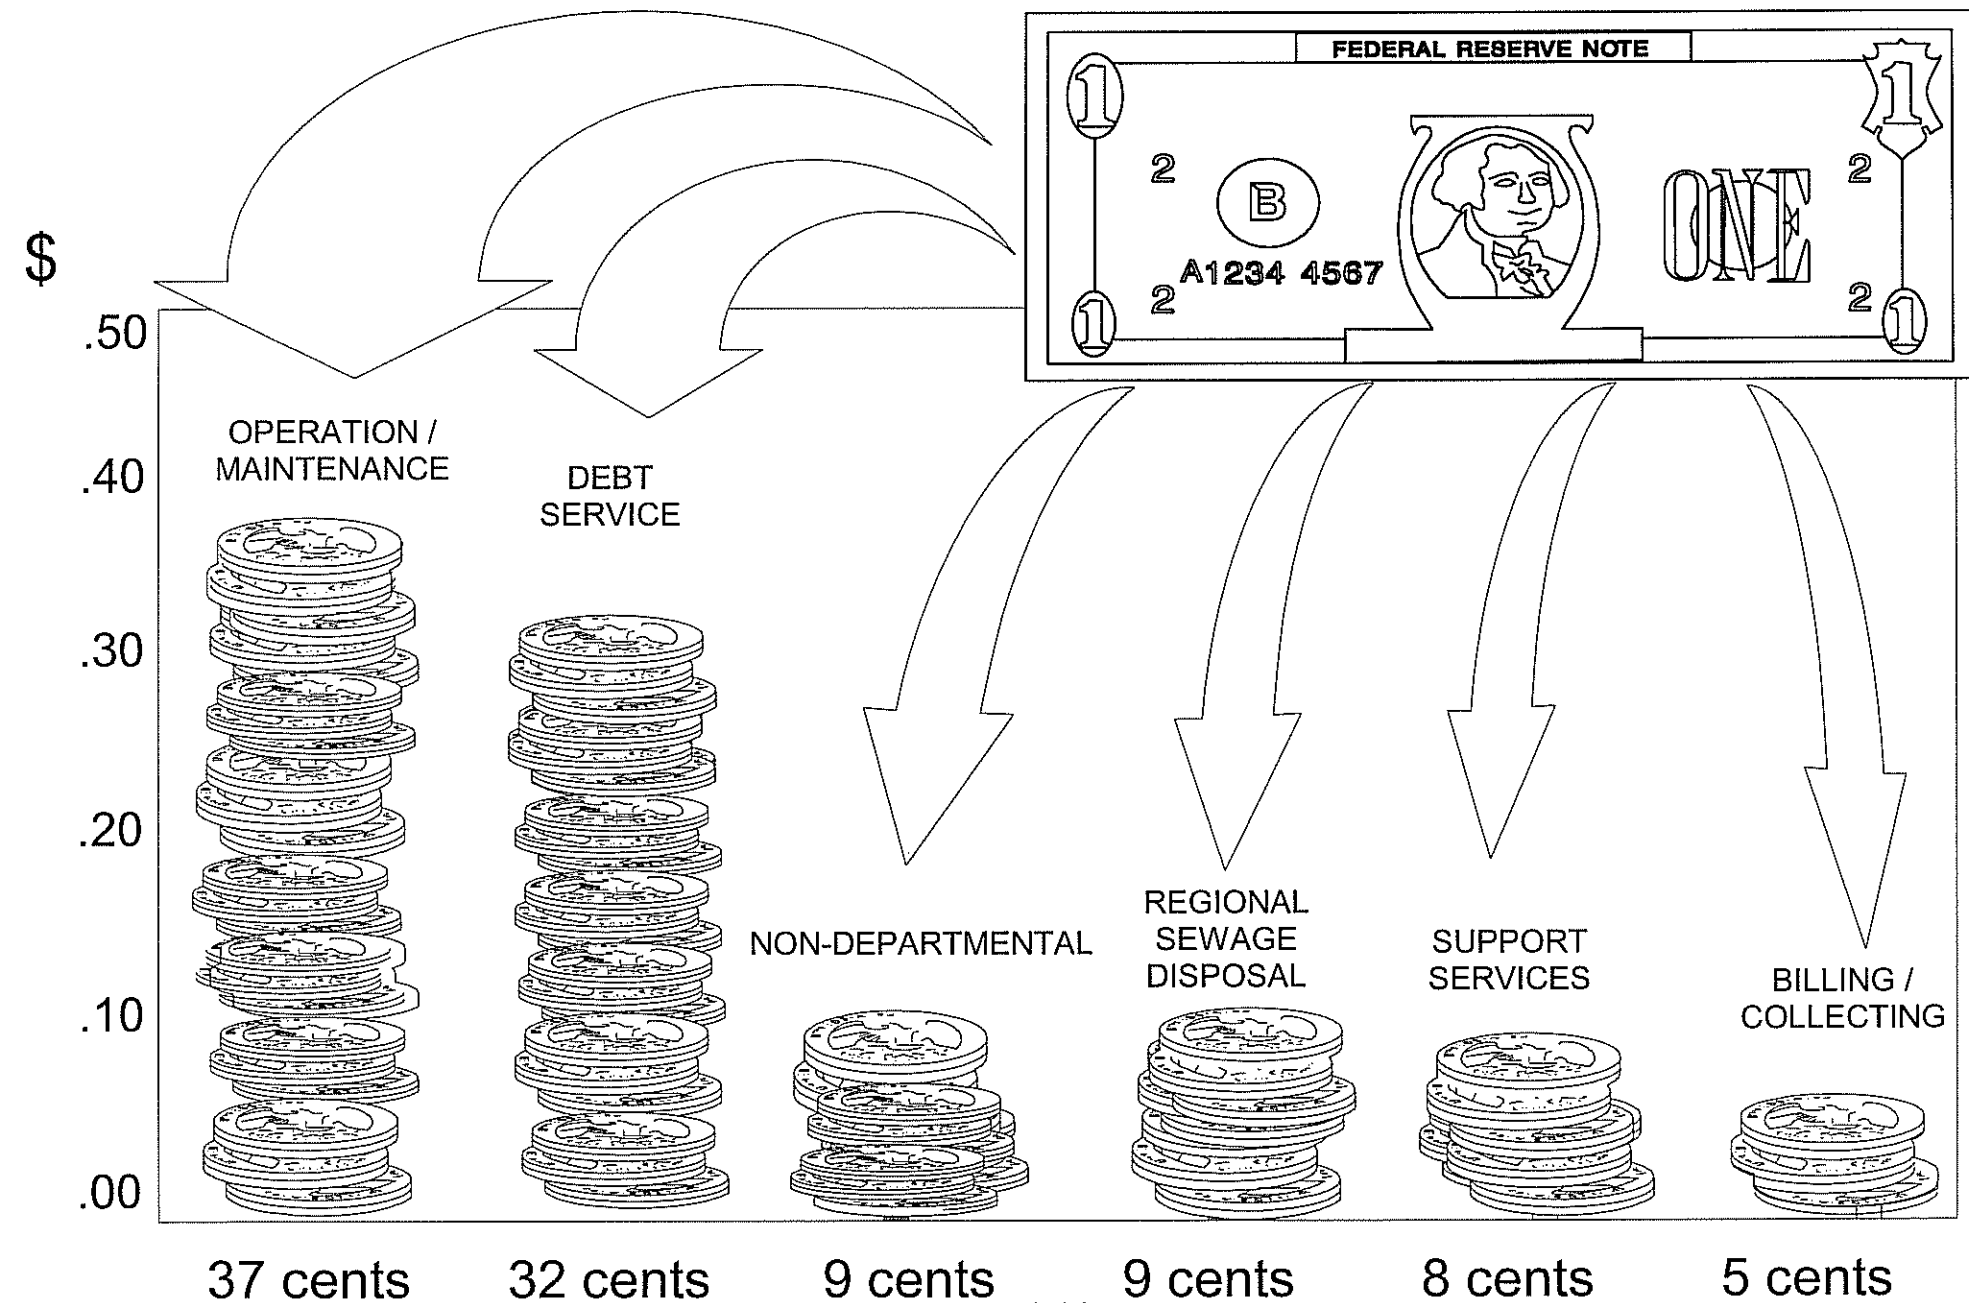 FEDERAL RESERVE NOTE
1
1
2
2
B
ONE
A1234 4567
2
2
1
1
$
.50
.40
.30
.20
.10
.00
OPERATION /
MAINTENANCE
DEBT
SERVICE
NON-DEPARTMENTAL
REGIONAL
SEWAGE
DISPOSAL
SUPPORT
SERVICES
BILLING /
COLLECTING
37 cents
32 cents
9 cents
9 cents
8 cents
5 cents